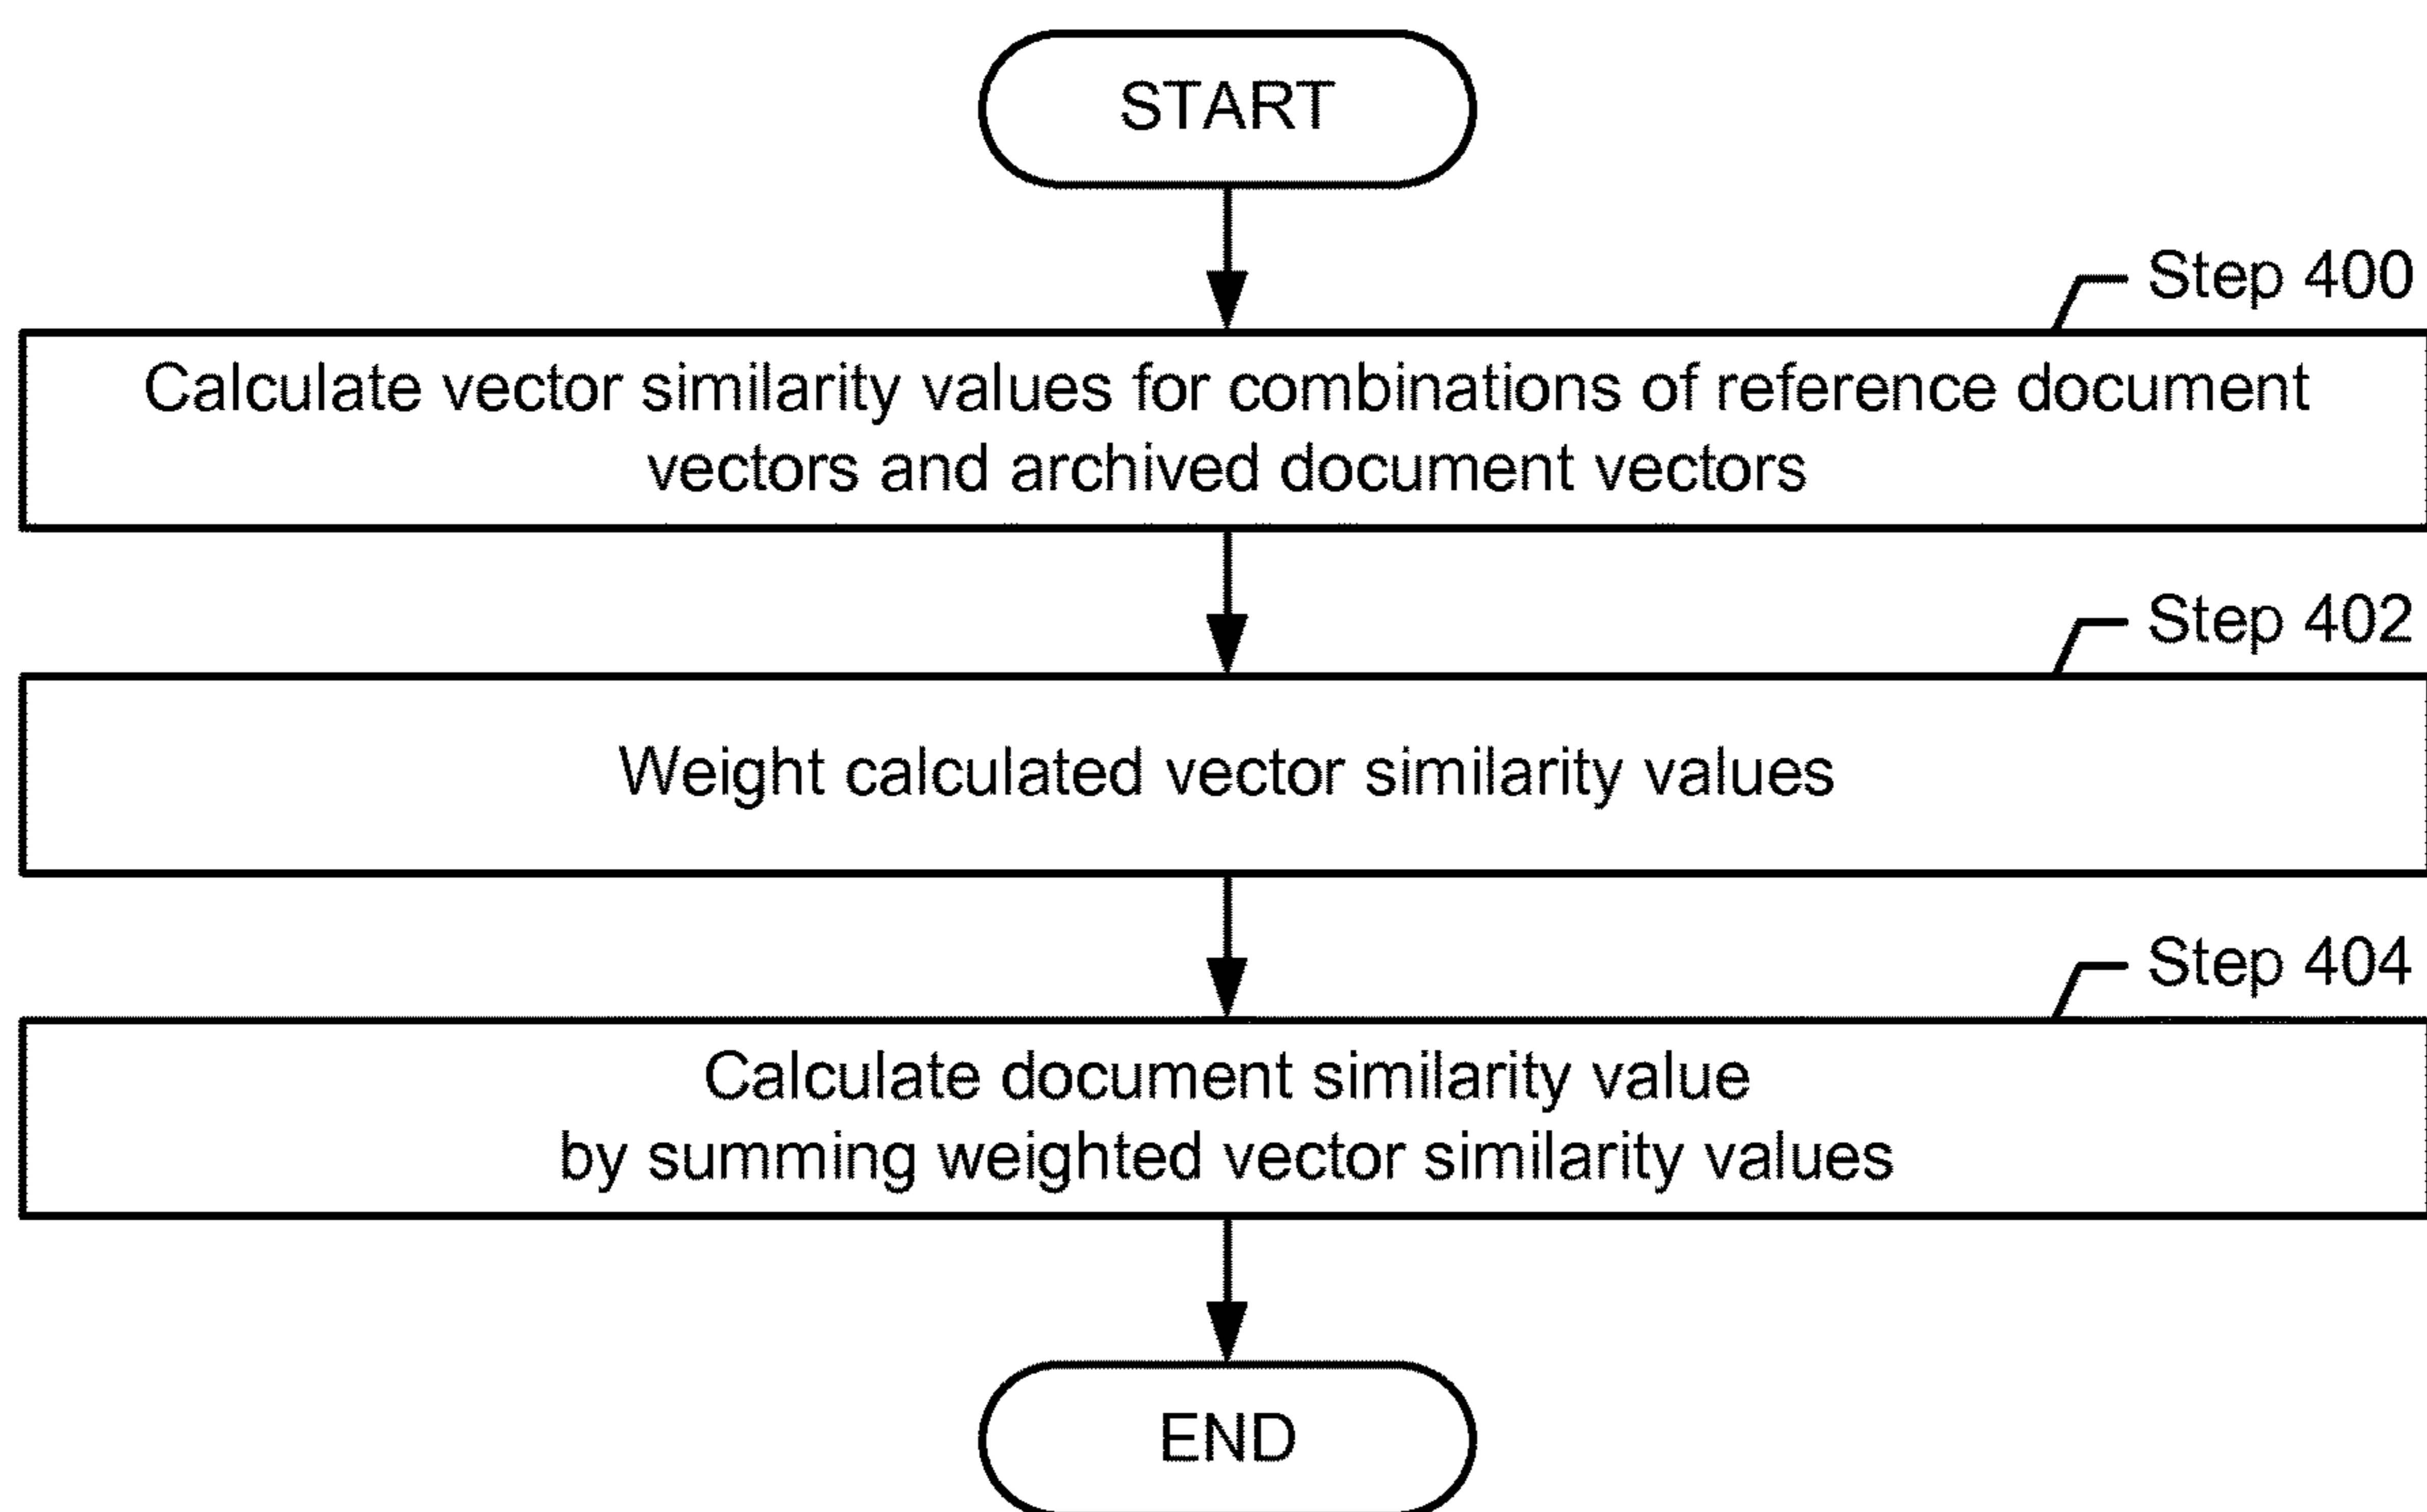 START
Step 400
Calculate vector similarity values for combinations of reference document
vectors and archived document vectors
Step 402
Weight calculated vector similarity values
Step 404
Calculate document similarity value
by summing weighted vector similarity values
END